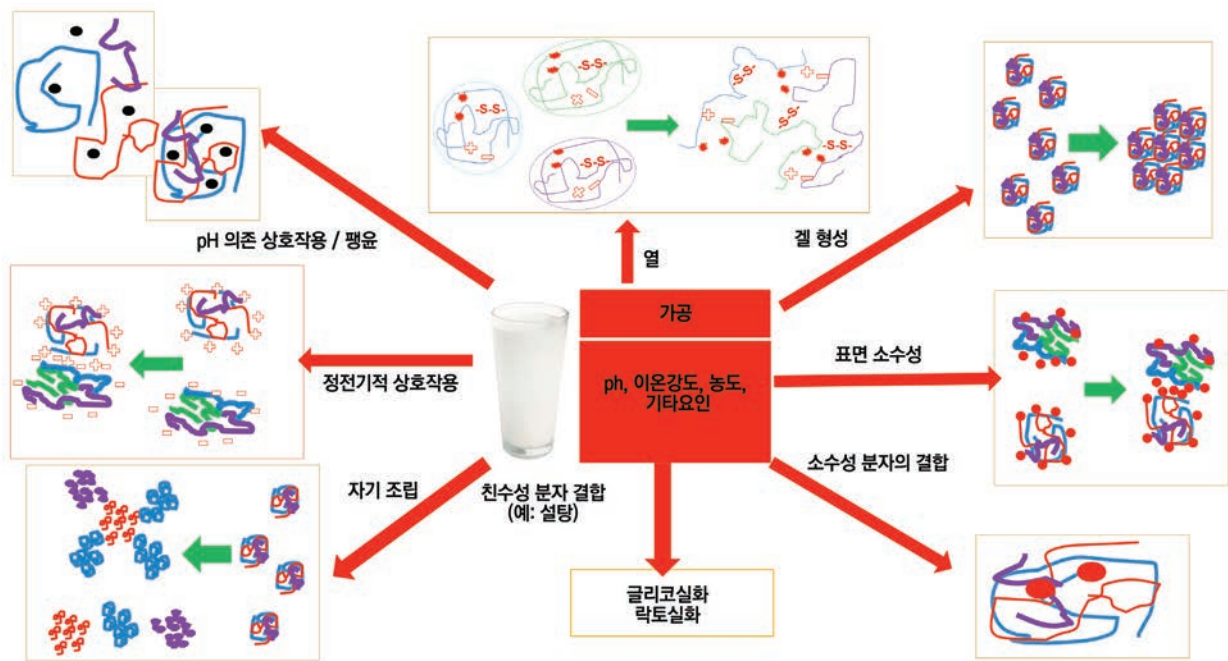 -S-S-
-S-S-
-S-S-
-S-S-
-S-S-
-S-S-
pH 의존 상호작용 / 팽윤
열
겔 형성
가공
ph, 이온강도, 농도,
기타요인
정전기적 상호작용
표면 소수성
자기 조립
친수성 분자 결합
(예: 설탕)
소수성 분자의 결합
글리코실화
락토실화